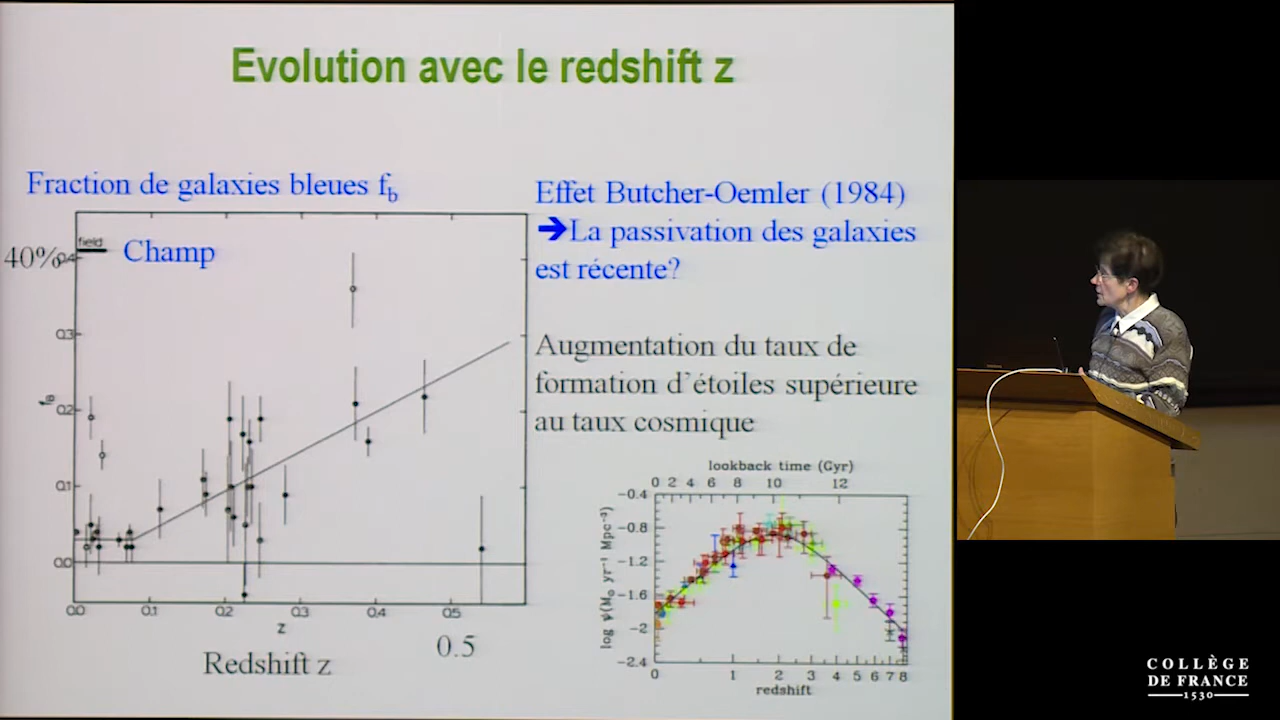 Evolution avec le redshift z
Fraction de galaxies bleues fb
field
40%
0.4
Champ
0.3
fB
0.2
0.1
0.0
0.0 0.1 0.2 0.3 0.4 0.5
z
Redshift z
0.5
Effet Butcher-Oemler (1984)
➔La passivation des galaxies
est récente?
Augmentation du taux de
formation d'étoiles supérieure
au taux cosmique
lookback time (Gyr)
0 2 4 6 8 10 12
-0.4
-0.8
-1.2
-1.6
-2
-2.4
log ψ(M⊙ yr⁻¹ Mpc⁻³)
0 1 2 3 4 5 6 7 8
redshift
COLLÈGE
DE FRANCE
1530